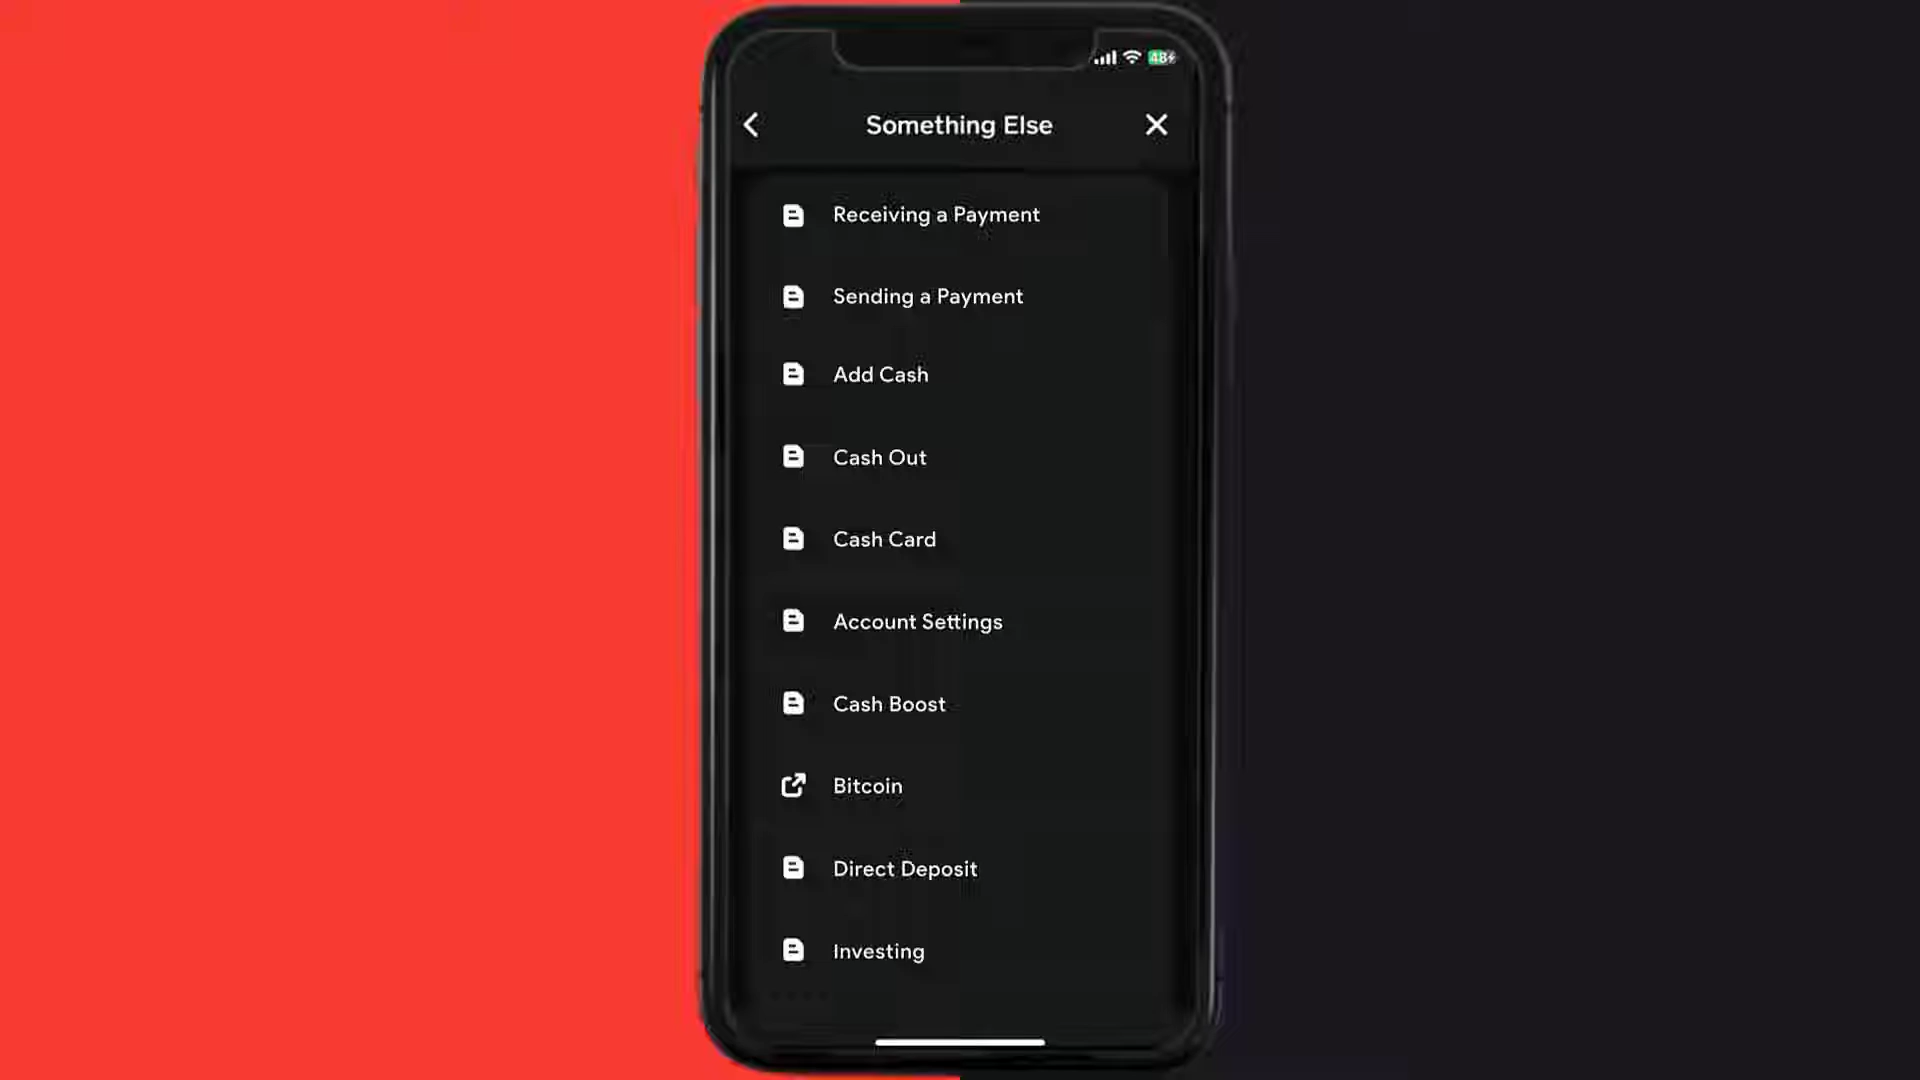 48
Something Else
Receiving a Payment
Sending a Payment
Add Cash
Cash Out
Cash Card
Account Settings
Cash Boost
Bitcoin
Direct Deposit
Investing